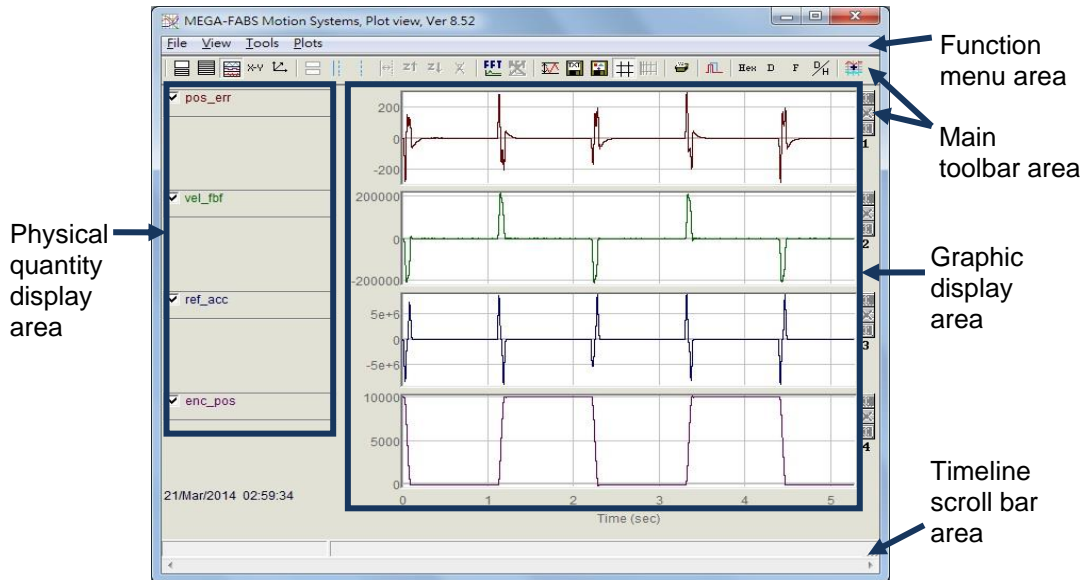 MEGA-FABS Motion Systems, Plot view, Ver 8.52
File View Tools Plots
X-Y FFT Hex D F D/H
Function
menu area
Main
toolbar area
pos_err
200
0
-200
1
vel_fbf
200000
0
-200000
2
Physical
quantity
display
area
Graphic
display
area
ref_acc
5e+6
0
-5e+6
3
enc_pos
10000
5000
0
4
0 1 2 3 4 5
Time (sec)
21/Mar/2014 02:59:34
Timeline
scroll bar
area